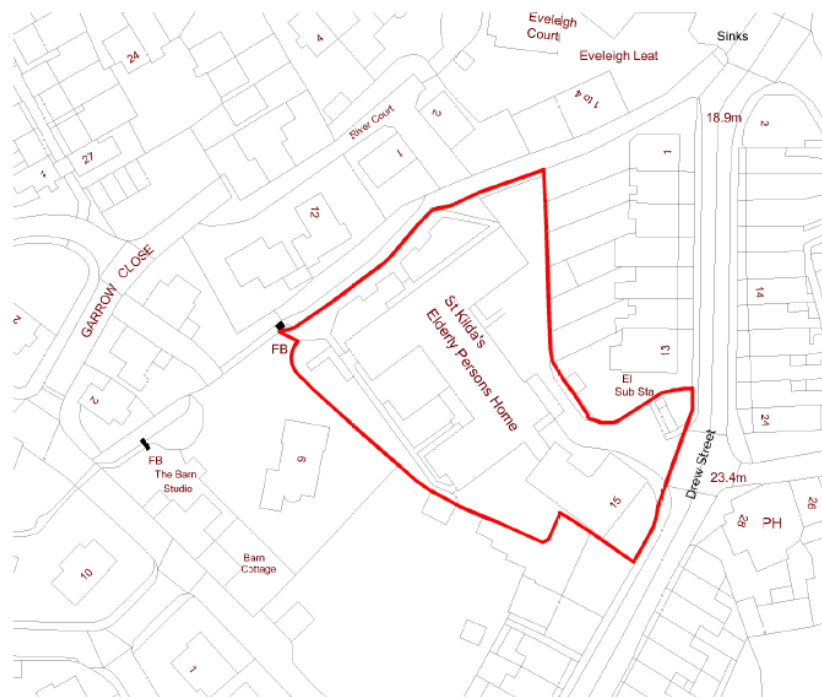 Eveleigh
Court
Sinks
4
24
Eveleigh Leat
1 to 4
River Court
2
18.9m
2
27
1
1
1
12
GARROW CLOSE
14
St Kilda's
Elderly Persons Home
2
FB
13
El
Sub Sta
2
24
FB
The Barn
Studio
9
Drew Street
23.4m
15
28
PH
26
10
Barn
Cottage
1